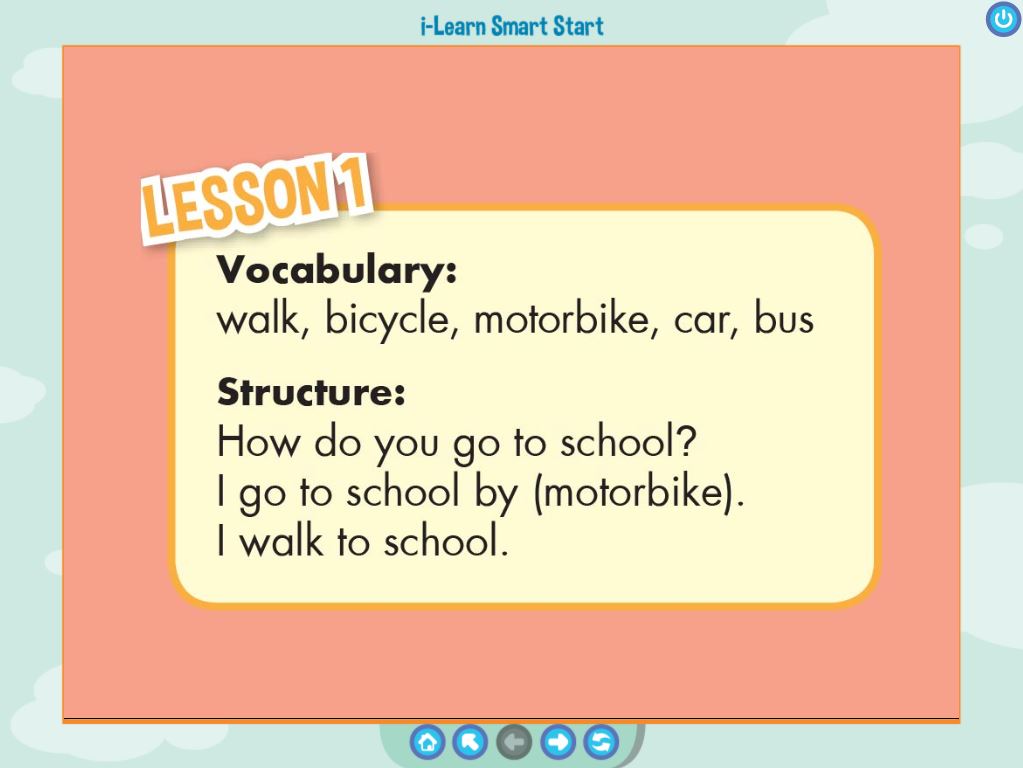 i-Learn Smart Start
LESSON 1
Vocabulary:
walk, bicycle, motorbike, car, bus
Structure:
How do you go to school?
I go to school by (motorbike).
I walk to school.